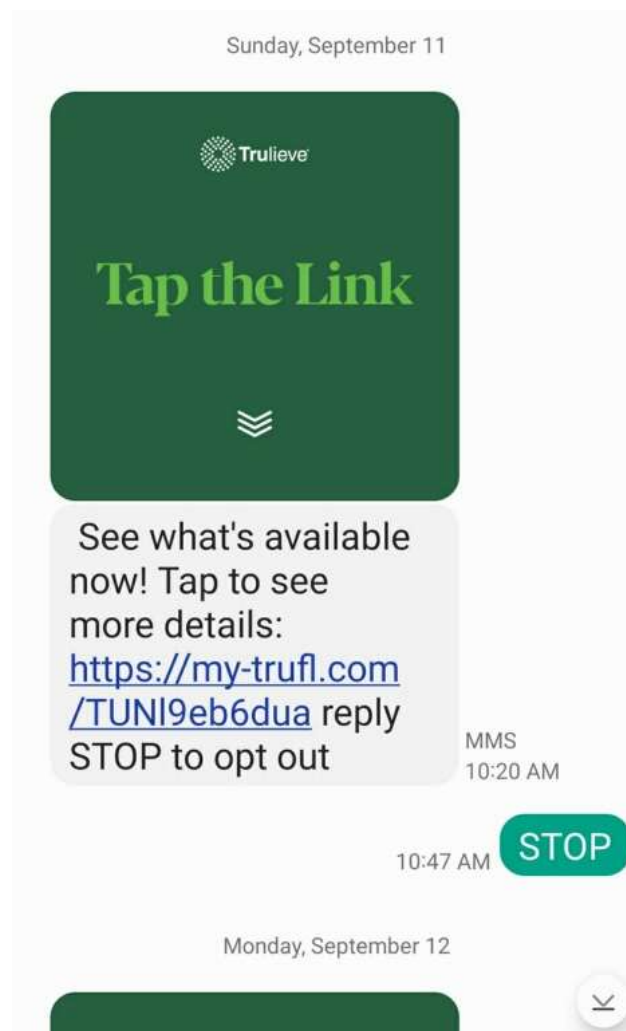 Sunday, September 11
Trulieve
Tap the Link
See what's available
now! Tap to see
more details:
https://my-trufl.com
/TUNl9eb6dua reply
STOP to opt out
MMS
10:20 AM
STOP
10:47 AM
Monday, September 12